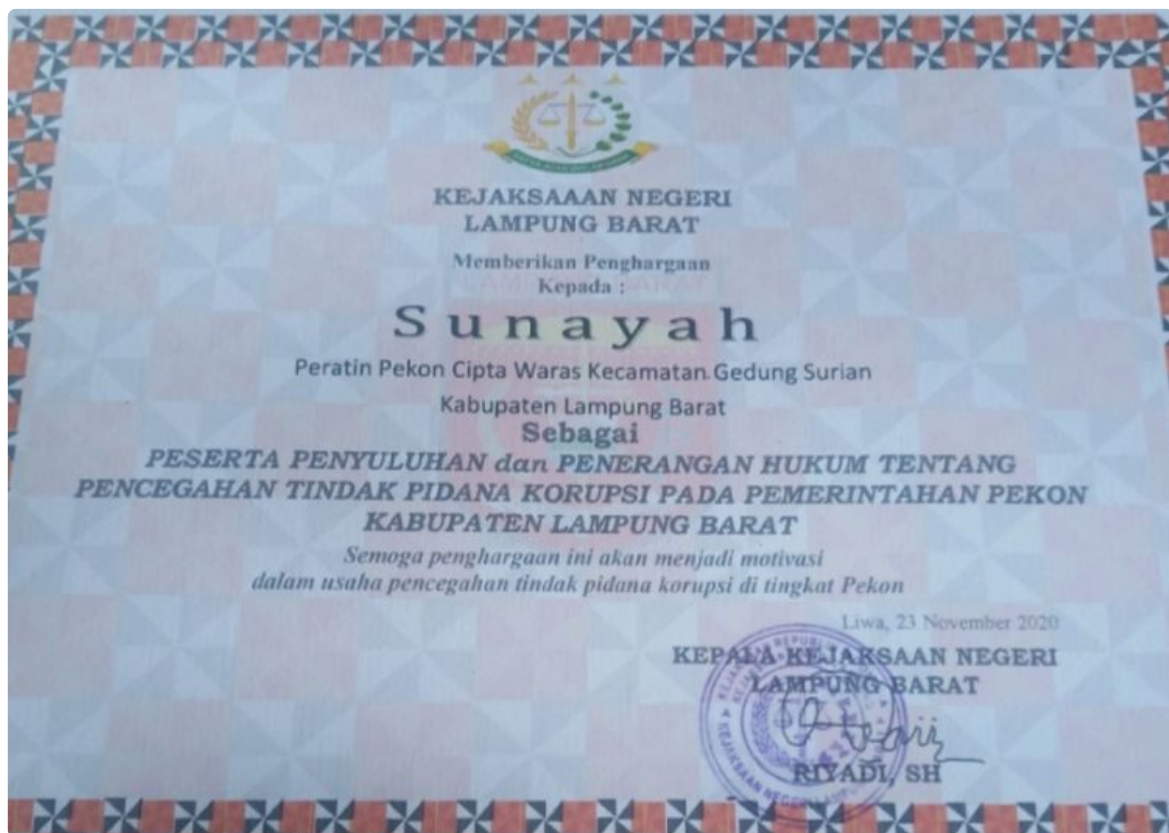 KEJAKSAAAN NEGERI
LAMPUNG BARAT
Memberikan Penghargaan
Kepada :
Sunayah
Peratin Pekon Cipta Waras Kecamatan Gedung Surian
Kabupaten Lampung Barat
Sebagai
PESERTA PENYULUHAN dan PENERANGAN HUKUM TENTANG
PENCEGAHAN TINDAK PIDANA KORUPSI PADA PEMERINTAHAN PEKON
KABUPATEN LAMPUNG BARAT
Semoga penghargaan ini akan menjadi motivasi
dalam usaha pencegahan tindak pidana korupsi di tingkat Pekon
Liwa, 23 November 2020
KEPALA KEJAKSAAN NEGERI
LAMPUNG BARAT
RIYADI, SH